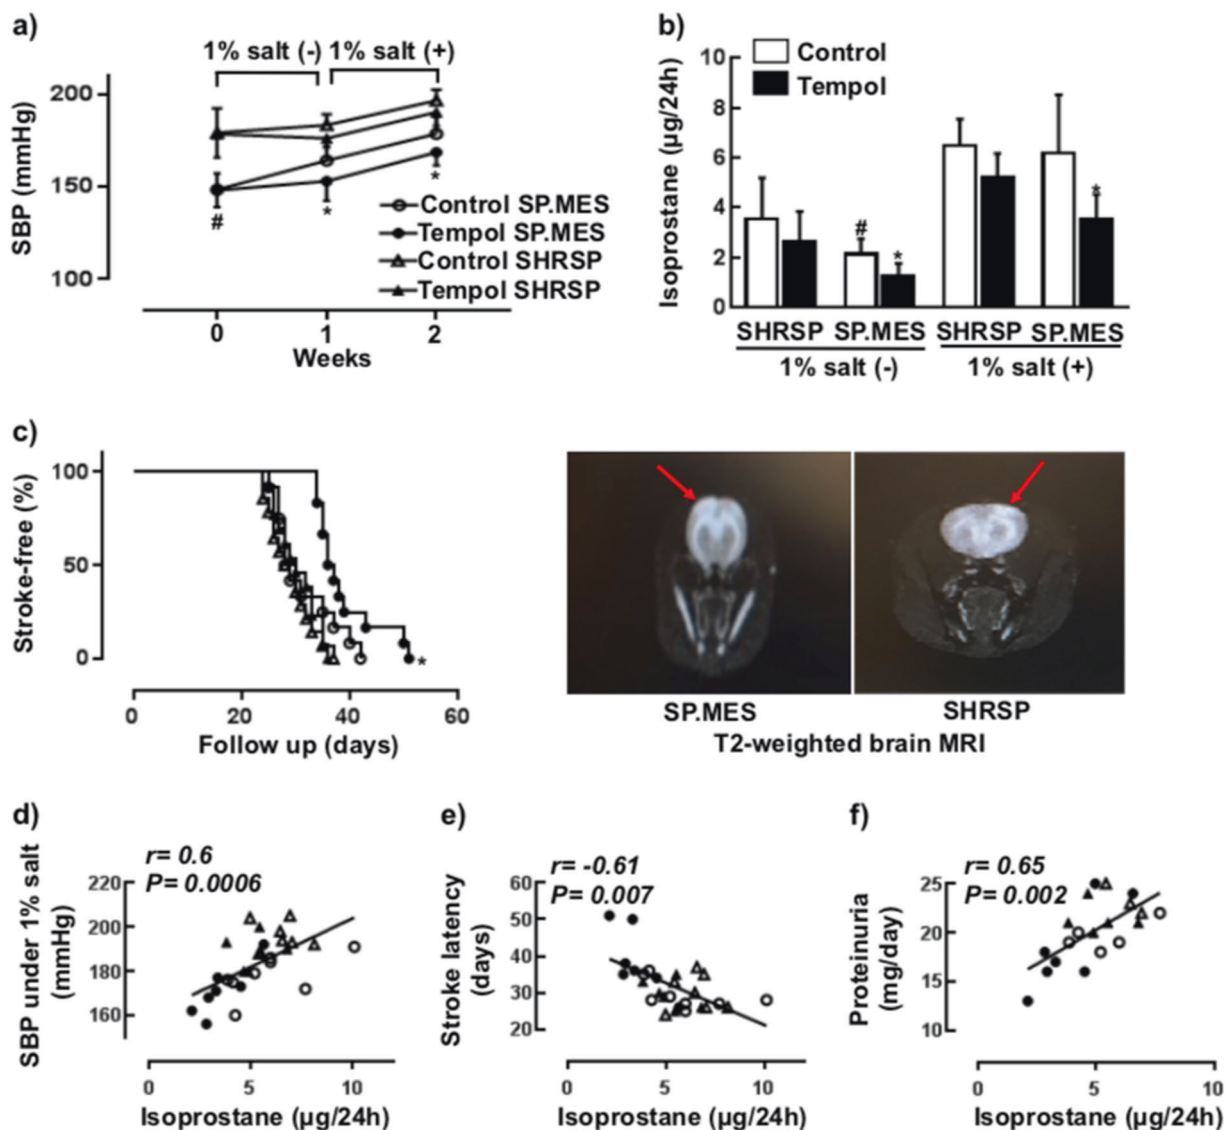 a)
1% salt (-) 1% salt (+)
SBP (mmHg)
200
150
100
#
*
*
Control SP.MES
Tempol SP.MES
Control SHRSP
Tempol SHRSP
0 1 2
Weeks
b)
Isoprostane (µg/24h)
10
8
6
4
2
0
Control
Tempol
#
*
*
SHRSP SP.MES SHRSP SP.MES
1% salt (-) 1% salt (+)
c)
Stroke-free (%)
100
50
0
*
0 20 40 60
Follow up (days)
SP.MES SHRSP
T2-weighted brain MRI
d)
SBP under 1% salt
(mmHg)
r= 0.6
P= 0.0006
220
200
180
160
0 5 10
Isoprostane (µg/24h)
e)
Stroke latency
(days)
r= -0.61
P= 0.007
60
50
40
30
20
0 5 10
Isoprostane (µg/24h)
f)
Proteinuria
(mg/day)
r= 0.65
P= 0.002
25
20
15
10
0 5 10
Isoprostane (µg/24h)